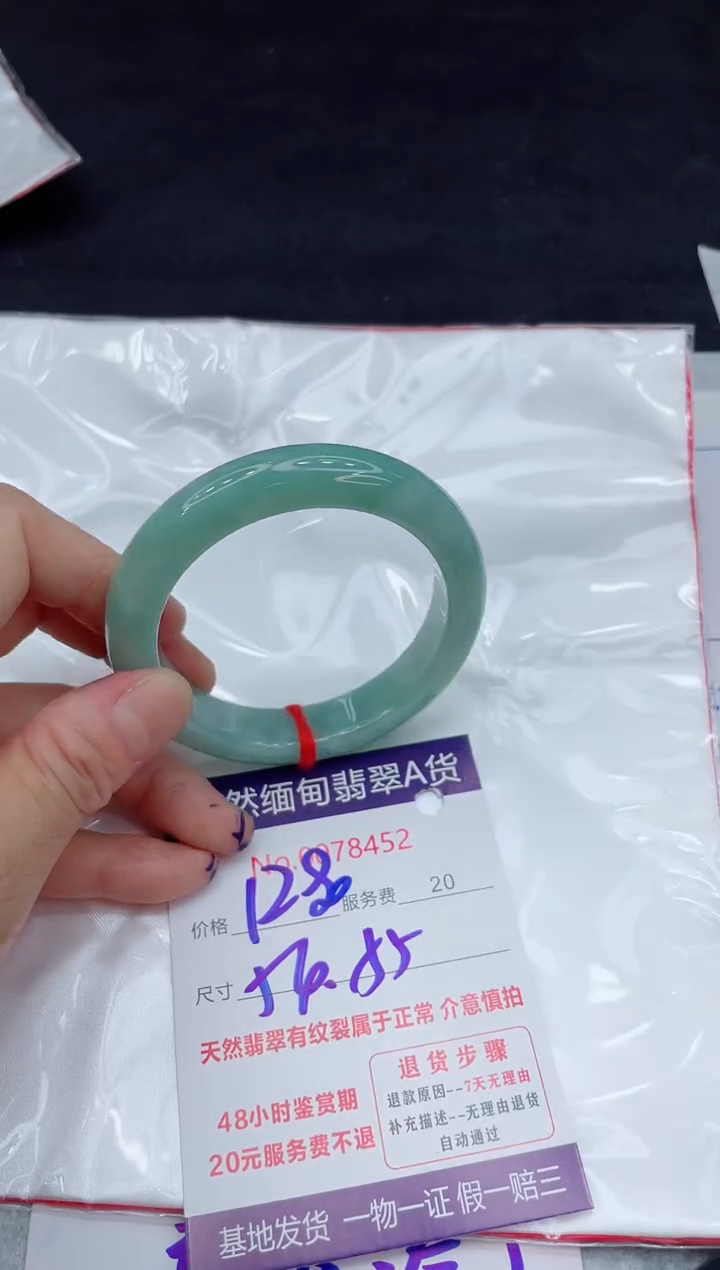 然缅甸翡翠A货
No.0078452
价格 128 服务费 20
尺寸 54.85
天然翡翠有纹裂属于正常 介意慎拍
48小时鉴赏期
20元服务费不退
退货步骤
退款原因--7天无理由
补充描述--无理由退货
自动通过
基地发货 一物一证 假一赔三